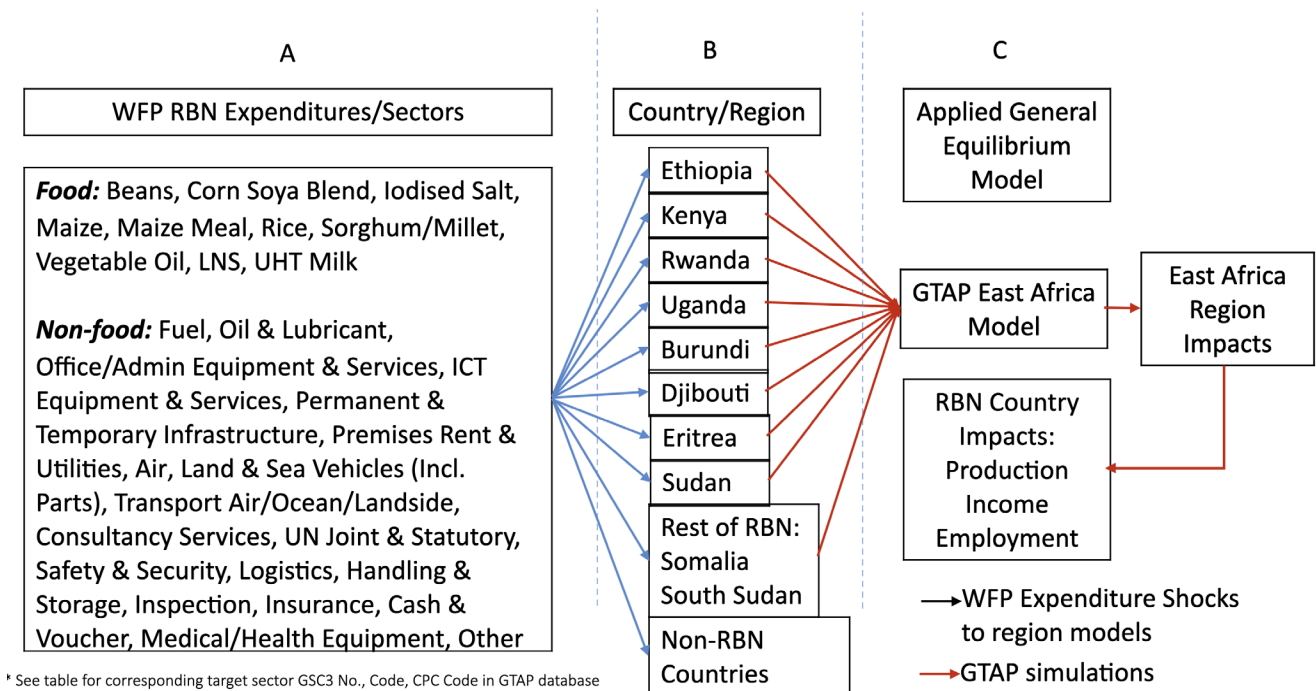 A
WFP RBN Expenditures/Sectors
Food: Beans, Corn Soya Blend, Iodised Salt,
Maize, Maize Meal, Rice, Sorghum/Millet,
Vegetable Oil, LNS, UHT Milk
Non-food: Fuel, Oil & Lubricant,
Office/Admin Equipment & Services, ICT
Equipment & Services, Permanent &
Temporary Infrastructure, Premises Rent &
Utilities, Air, Land & Sea Vehicles (Incl.
Parts), Transport Air/Ocean/Landside,
Consultancy Services, UN Joint & Statutory,
Safety & Security, Logistics, Handling &
Storage, Inspection, Insurance, Cash &
Voucher, Medical/Health Equipment, Other
* See table for corresponding target sector GSC3 No., Code, CPC Code in GTAP database
B
Country/Region
Ethiopia
Kenya
Rwanda
Uganda
Burundi
Djibouti
Eritrea
Sudan
Rest of RBN:
Somalia
South Sudan
Non-RBN
Countries
C
Applied General
Equilibrium
Model
GTAP East Africa
Model
East Africa
Region
Impacts
RBN Country
Impacts:
Production
Income
Employment
WFP Expenditure Shocks
to region models
GTAP simulations